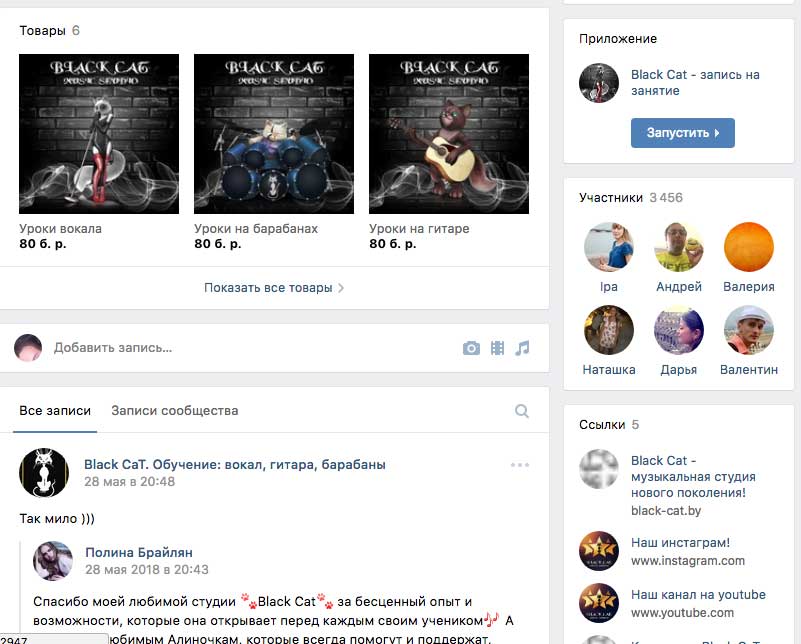 Товары 6
BLACK CAT
MUSIC STUDIO
BLACK CAT
MUSIC STUDIO
BLACK CAT
MUSIC STUDIO
Уроки вокала
80 б. р.
Уроки на барабанах
80 б. р.
Уроки на гитаре
80 б. р.
Показать все товары
Добавить запись...
Все записи
Записи сообщества
Black CaT. Обучение: вокал, гитара, барабаны
28 мая в 20:48
Так мило )))
Полина Брайлян
28 мая 2018 в 20:43
Спасибо моей любимой студии 🐾Black Cat🐾 за бесценный опыт и
возможности, которые она открывает перед каждым своим учеником🎶 А
любимым Алиночкам, которые всегда помогут и поддержат,
2947
Приложение
Black Cat - запись на
занятие
Запустить
Участники 3 456
Ipa
Андрей
Валерия
Наташка
Дарья
Валентин
Ссылки 5
Black Cat -
музыкальная студия
нового поколения!
black-cat.by
Наш инстаграм!
www.instagram.com
Наш канал на youtube
www.youtube.com